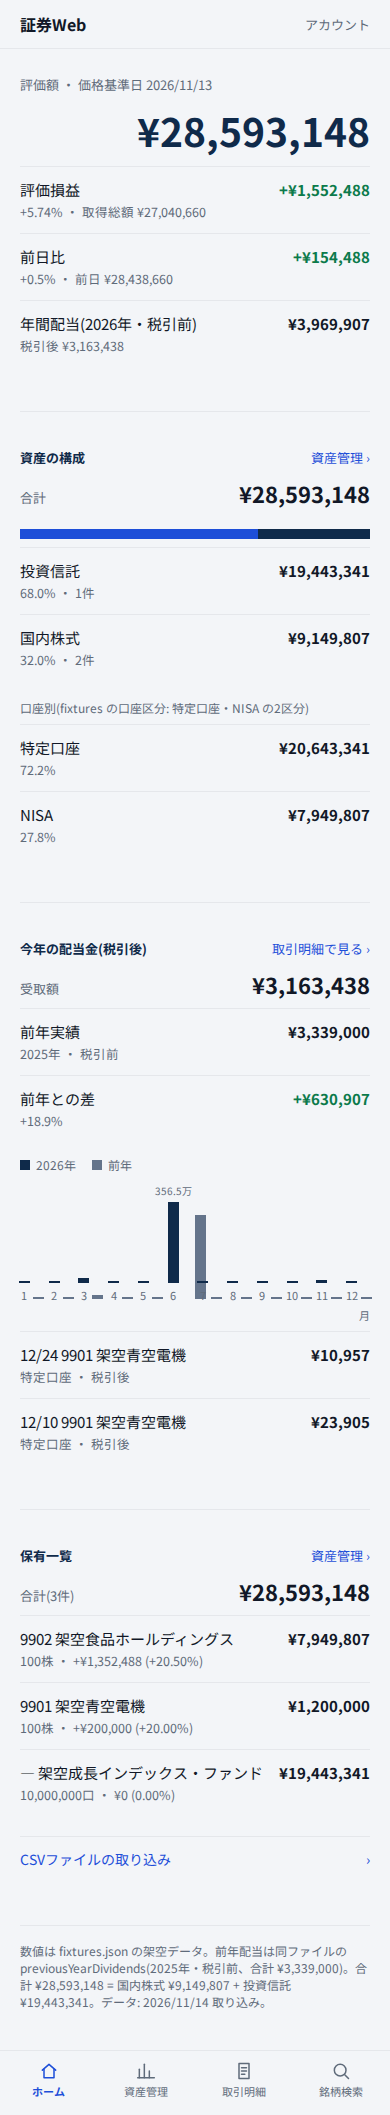 証券Web
アカウント
評価額 ・ 価格基準日 2026/11/13
¥28,593,148
評価損益
+¥1,552,488
+5.74% ・ 取得総額 ¥27,040,660
前日比
+¥154,488
+0.5% ・ 前日 ¥28,438,660
年間配当(2026年・税引前)
¥3,969,907
税引後 ¥3,163,438
資産の構成
資産管理 ›
合計
¥28,593,148
投資信託
¥19,443,341
68.0% ・ 1件
国内株式
¥9,149,807
32.0% ・ 2件
口座別(fixtures の口座区分: 特定口座・NISA の2区分)
特定口座
¥20,643,341
72.2%
NISA
¥7,949,807
27.8%
今年の配当金(税引後)
取引明細で見る ›
受取額
¥3,163,438
前年実績
¥3,339,000
2025年 ・ 税引前
前年との差
+¥630,907
+18.9%
2026年 前年
356.5万
1 2 3 4 5 6 7 8 9 10 11 12
月
12/24 9901 架空青空電機
¥10,957
特定口座 ・ 税引後
12/10 9901 架空青空電機
¥23,905
特定口座 ・ 税引後
保有一覧
資産管理 ›
合計(3件)
¥28,593,148
9902 架空食品ホールディングス
¥7,949,807
100株 ・ +¥1,352,488 (+20.50%)
9901 架空青空電機
¥1,200,000
100株 ・ +¥200,000 (+20.00%)
— 架空成長インデックス・ファンド
¥19,443,341
10,000,000口 ・ ¥0 (0.00%)
CSVファイルの取り込み ›
数値は fixtures.json の架空データ。前年配当は同ファイルの
previousYearDividends(2025年・税引前、合計 ¥3,339,000)。合
計 ¥28,593,148 = 国内株式 ¥9,149,807 + 投資信託
¥19,443,341。データ: 2026/11/14 取り込み。
ホーム
資産管理
取引明細
銘柄検索